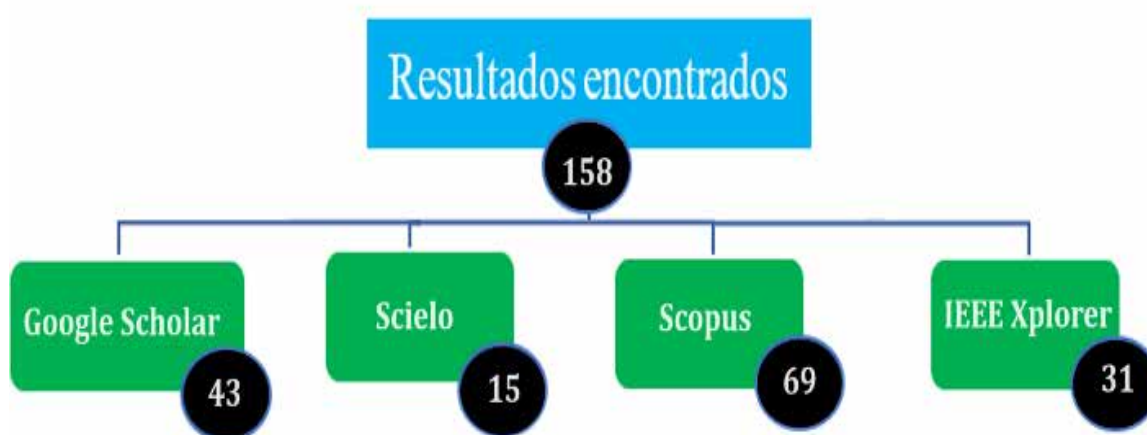 Resultados encontrados
158
Google Scholar
43
Scielo
15
Scopus
69
IEEE Xplorer
31